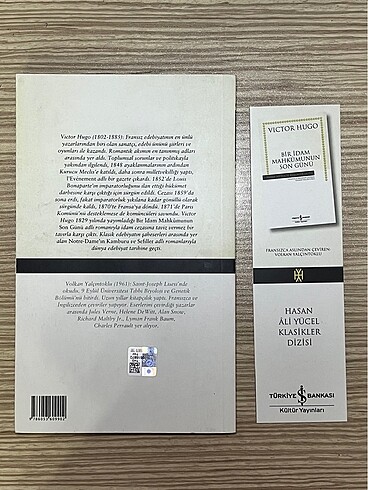 Victor Hugo (1802-1885): Fransız edebiyatının en ünlü
yazarlarından biri olan sanatçı, edebi ününü şiirleri ve
oyunları ile kazandı. Romantik akımın en tanınmış adları
arasında yer aldı. Toplumsal sorunlar ve politikayla
yakından ilgilendi, 1848 ayaklanmalarının ardından
Kurucu Meclis'e katıldı, daha sonra milletvekilliği yaptı,
l'Evénement adlı bir gazete çıkardı. 1852'de Louis
Bonaparte'ın imparatorluğunu ilan ettiği hükümet
darbesine karşı çıktığı için sürgün edildi. Cezası 1859'da
sona erdi, fakat imparatorluk yıkılana kadar gönüllü olarak
sürgünde kaldı, 1870'te Fransa'ya döndü. 1871'de Paris
Komünü'nü desteklemese de komüncüleri savundu. Victor
Hugo 1829 yılında yayımladığı Bir İdam Mahkûmunun
Son Günü adlı romanıyla idam cezasına taviz vermez bir
tavırla karşı çıktı. Klasik edebiyatın şaheserleri arasında yer
alan Notre-Dame'ın Kamburu ve Sefiller adlı romanlarıyla
dünya edebiyat tarihine geçti.
Volkan Yalçıntoklu (1961): Saint-Joseph Lisesi'nde
okudu. 9 Eylül Üniversitesi Tıbbi Biyoloji ve Genetik
Bölümü'nü bitirdi. Uzun yıllar kitapçılık yaptı. Fransızca ve
İngilizceden çeviriler yapıyor. Eserlerini çevirdiği yazarlar
arasında Jules Verne, Helene DeWitt, Alan Snow,
Richard Maltby Jr., Lyman Frank Baum,
Charles Perrault yer alıyor.
9786053609902
VICTOR HUGO
BİR İDAM
MAHKÛMUNUN
SON GÜNÜ
FRANSIZCA ASLINDAN ÇEVİREN:
VOLKAN YALÇINTOKLU
HASAN
ÂLİ YÜCEL
KLASİKLER
DİZİSİ
TÜRKİYE İŞ BANKASI
Kültür Yayınları